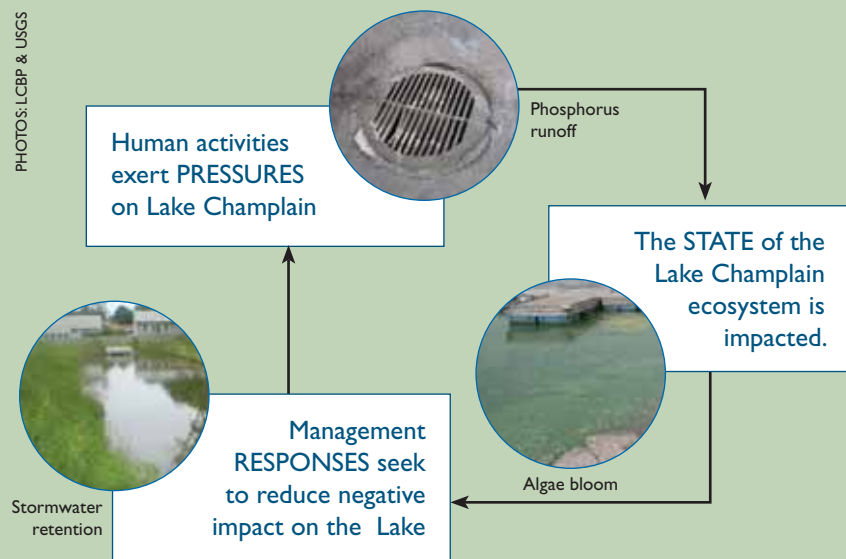 PHOTOS: LCBP & USGS
Human activities
exert PRESSURES
on Lake Champlain
Phosphorus
runoff
The STATE of the
Lake Champlain
ecosystem is
impacted.
Algae bloom
Management
RESPONSES seek
to reduce negative
impact on the Lake
Stormwater
retention